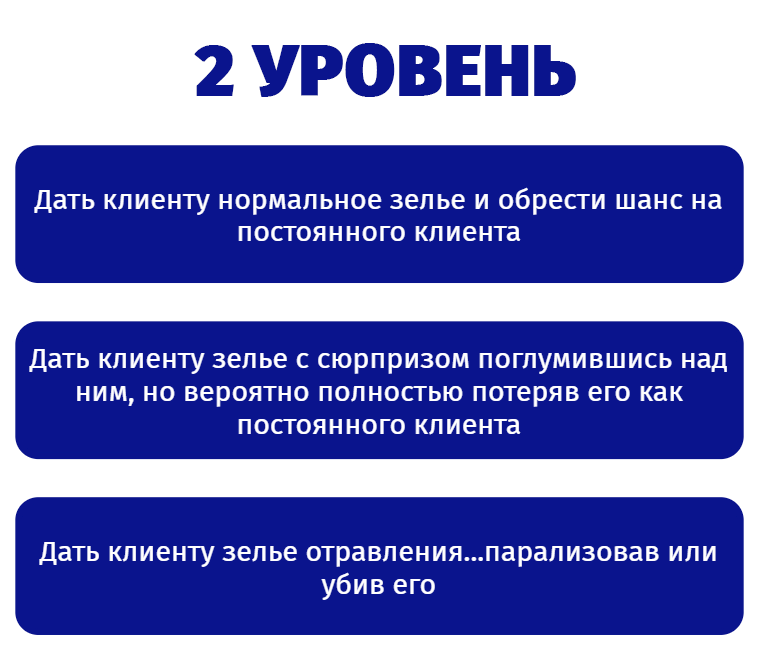 2 УРОВЕНЬ
Дать клиенту нормальное зелье и обрести шанс на
постоянного клиента
Дать клиенту зелье с сюрпризом поглумившись над
ним, но вероятно полностью потеряв его как
постоянного клиента
Дать клиенту зелье отравления...парализовав или
убив его